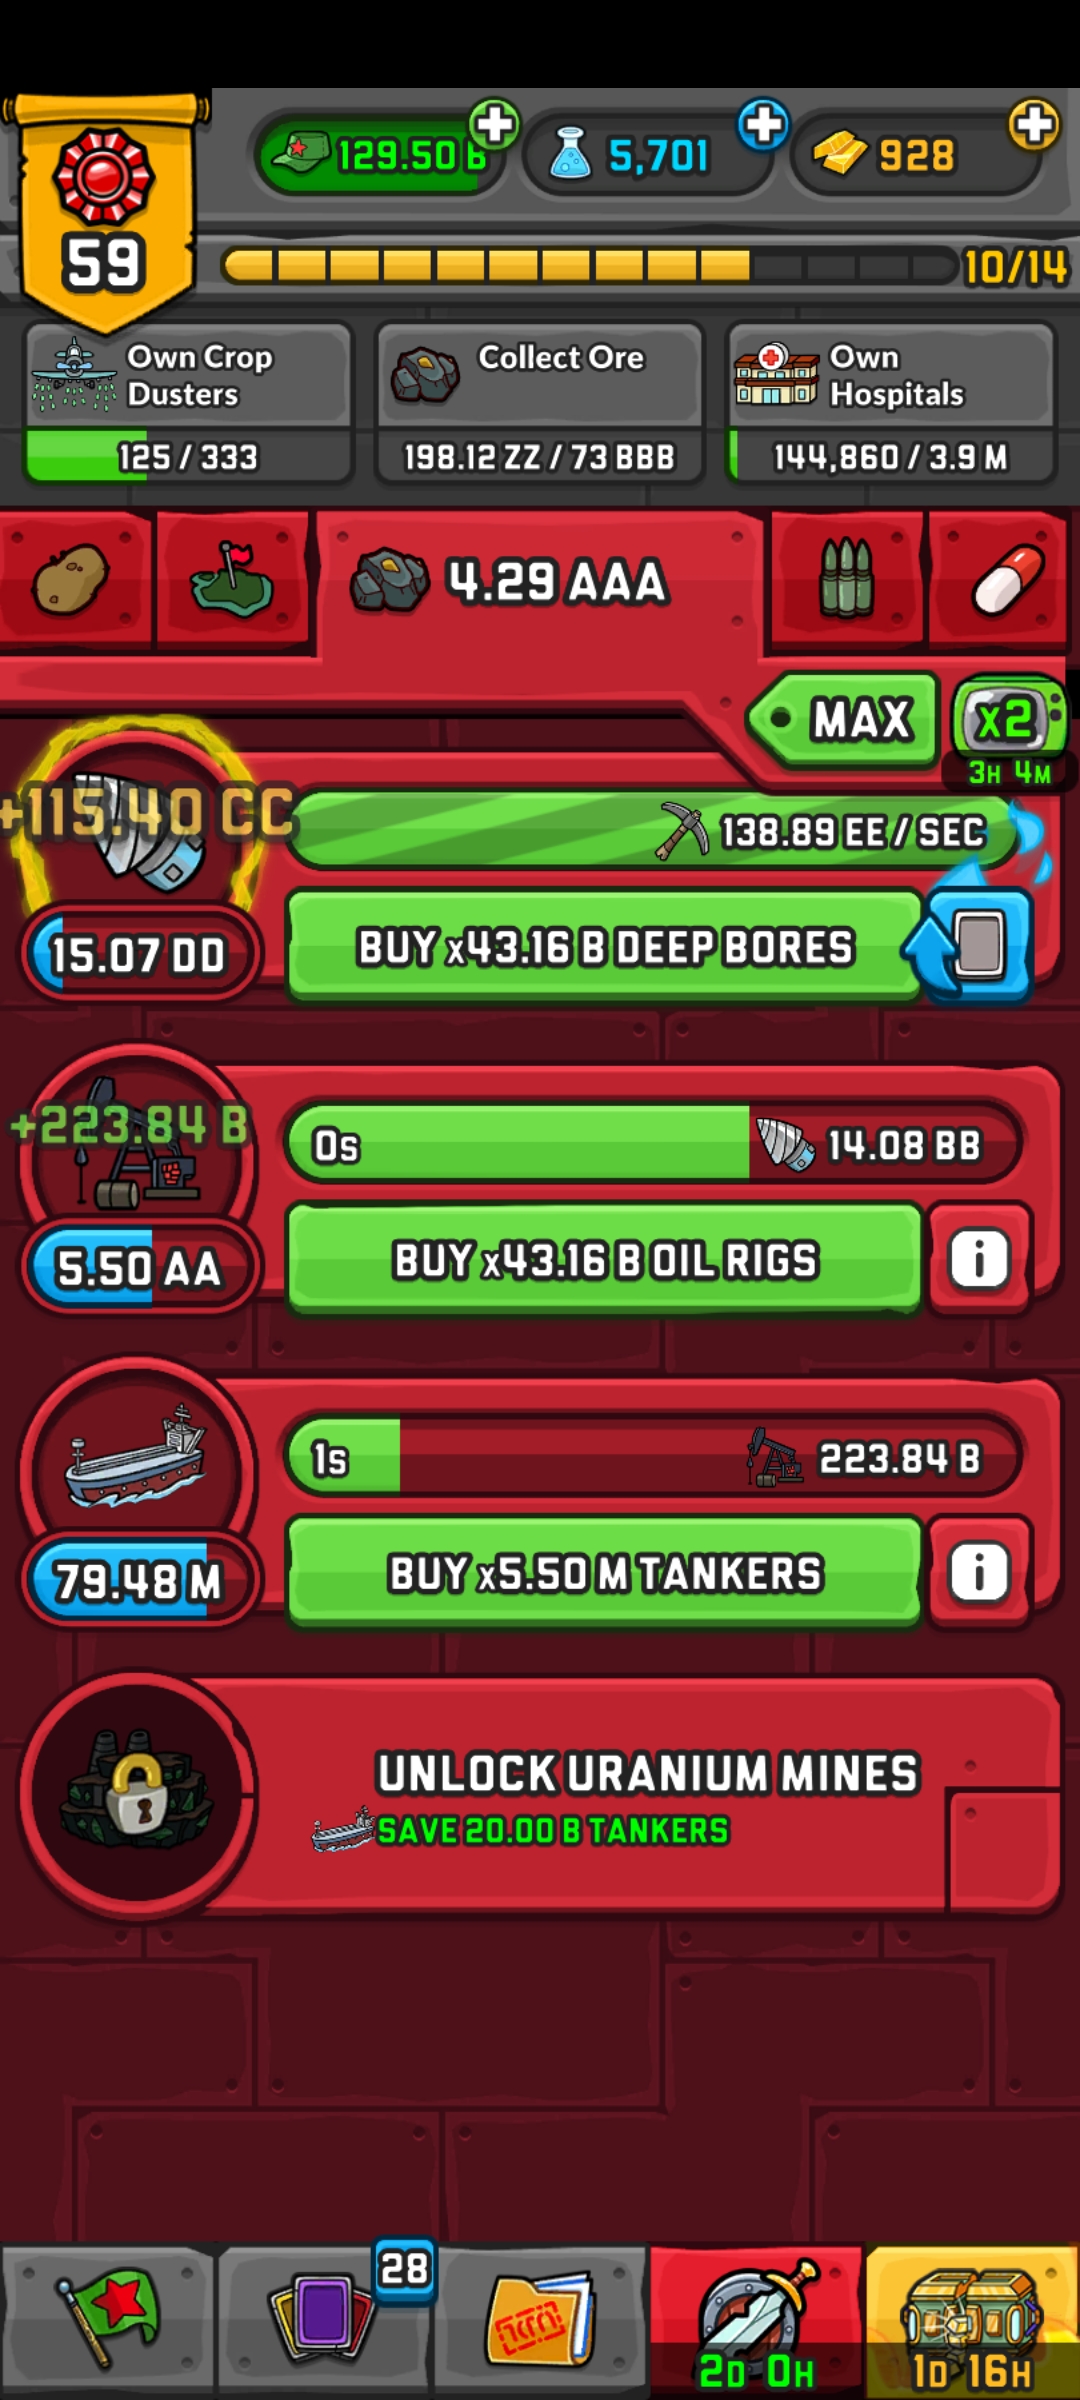 129.50 B
5,701
928
59
10/14
Own Crop
Dusters
125 / 333
Collect Ore
198.12 ZZ / 73 BBB
Own
Hospitals
144,860 / 3.9 M
4.29 AAA
MAX
x2
3H 4M
+115.40 CC
138.89 EE / SEC
15.07 DD
BUY x43.16 B DEEP BORES
+223.84 B
0s
14.08 BB
5.50 AA
BUY x43.16 B OIL RIGS
i
1s
223.84 B
79.48 M
BUY x5.50 M TANKERS
i
UNLOCK URANIUM MINES
SAVE 20.00 B TANKERS
28
2D 0H
1D 16H